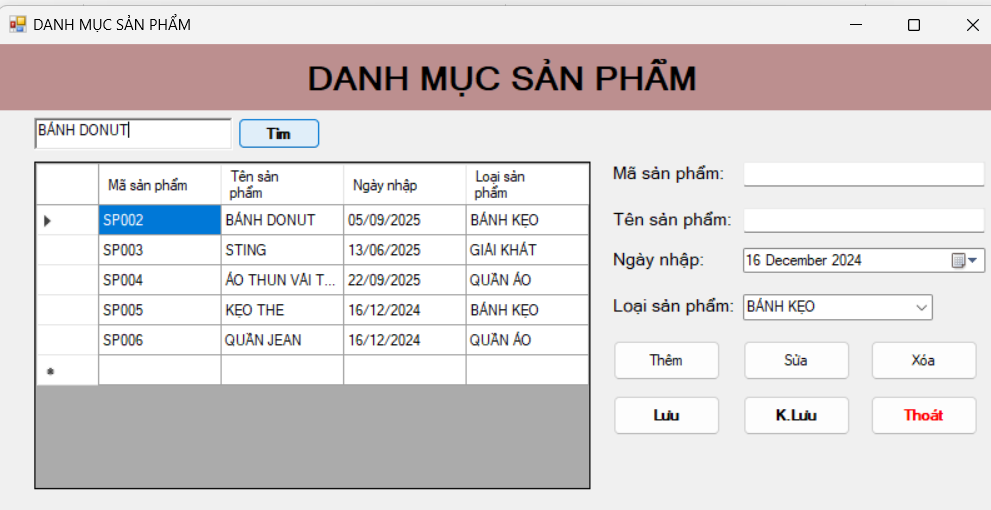 DANH MỤC SẢN PHẨM
DANH MỤC SẢN PHẨM
BÁNH DONUT
Tìm
Mã sản phẩm Tên sản phẩm Ngày nhập Loại sản phẩm
SP002 BÁNH DONUT 05/09/2025 BÁNH KẸO
SP003 STING 13/06/2025 GIẢI KHÁT
SP004 ÁO THUN VẢI T... 22/09/2025 QUẦN ÁO
SP005 KẸO THE 16/12/2024 BÁNH KẸO
SP006 QUẦN JEAN 16/12/2024 QUẦN ÁO
Mã sản phẩm:
Tên sản phẩm:
Ngày nhập: 16 December 2024
Loại sản phẩm: BÁNH KẸO
Thêm Sửa Xóa
Lưu K.Lưu Thoát